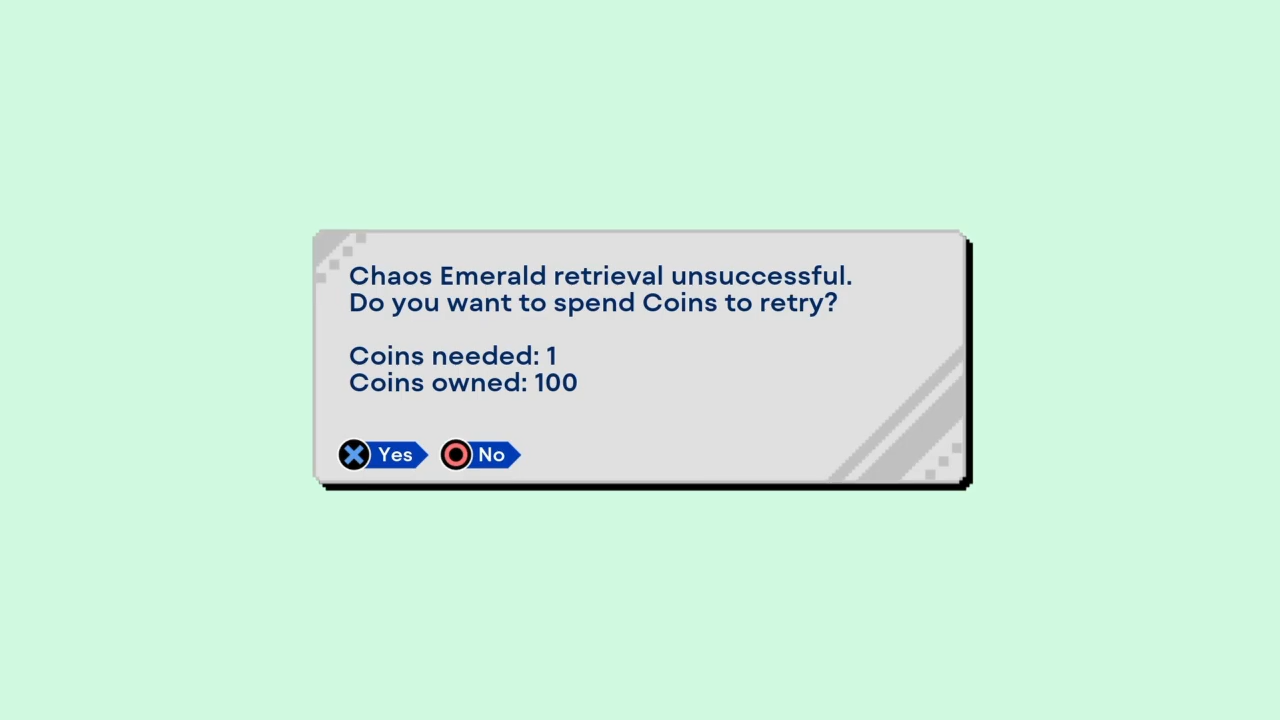 Chaos Emerald retrieval unsuccessful.
Do you want to spend Coins to retry?
Coins needed: 1
Coins owned: 100
Yes No